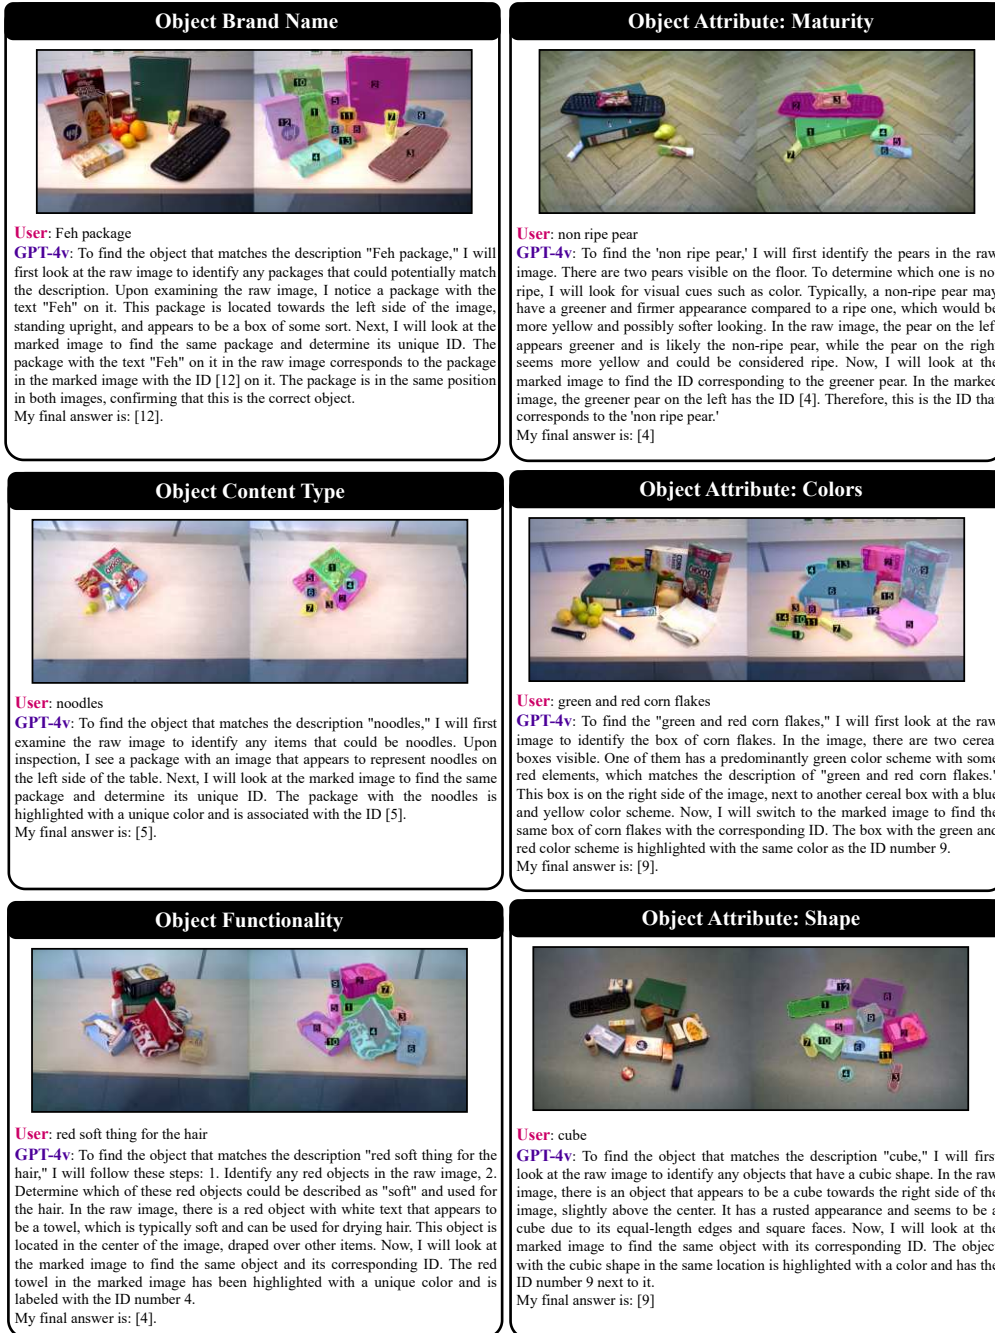 Object Brand Name
User: Feh package
GPT-4v: To find the object that matches the description "Feh package," I will
first look at the raw image to identify any packages that could potentially match
the description. Upon examining the raw image, I notice a package with the
text "Feh" on it. This package is located towards the left side of the image,
standing upright, and appears to be a box of some sort. Next, I will look at the
marked image to find the same package and determine its unique ID. The
package with the text "Feh" on it in the raw image corresponds to the package
in the marked image with the ID [12] on it. The package is in the same position
in both images, confirming that this is the correct object.
My final answer is: [12].
Object Attribute: Maturity
User: non ripe pear
GPT-4v: To find the 'non ripe pear,' I will first identify the pears in the raw
image. There are two pears visible on the floor. To determine which one is no
ripe, I will look for visual cues such as color. Typically, a non-ripe pear may
have a greener and firmer appearance compared to a ripe one, which would be
more yellow and possibly softer looking. In the raw image, the pear on the left
appears greener and is likely the non-ripe pear, while the pear on the right
seems more yellow and could be considered ripe. Now, I will look at the
marked image to find the ID corresponding to the greener pear. In the marked
image, the greener pear on the left has the ID [4]. Therefore, this is the ID that
corresponds to the 'non ripe pear.'
My final answer is: [4]
Object Content Type
User: noodles
GPT-4v: To find the object that matches the description "noodles," I will first
examine the raw image to identify any items that could be noodles. Upon
inspection, I see a package with an image that appears to represent noodles on
the left side of the table. Next, I will look at the marked image to find the same
package and determine its unique ID. The package with the noodles is
highlighted with a unique color and is associated with the ID [5].
My final answer is: [5].
Object Attribute: Colors
User: green and red corn flakes
GPT-4v: To find the "green and red corn flakes," I will first look at the raw
image to identify the box of corn flakes. In the image, there are two cereal
boxes visible. One of them has a predominantly green color scheme with some
red elements, which matches the description of "green and red corn flakes."
This box is on the right side of the image, next to another cereal box with a blue
and yellow color scheme. Now, I will switch to the marked image to find the
same box of corn flakes with the corresponding ID. The box with the green and
red color scheme is highlighted with the same color as the ID number 9.
My final answer is: [9].
Object Functionality
User: red soft thing for the hair
GPT-4v: To find the object that matches the description "red soft thing for the
hair," I will follow these steps: 1. Identify any red objects in the raw image, 2.
Determine which of these red objects could be described as "soft" and used for
the hair. In the raw image, there is a red object with white text that appears to
be a towel, which is typically soft and can be used for drying hair. This object is
located in the center of the image, draped over other items. Now, I will look at
the marked image to find the same object and its corresponding ID. The red
towel in the marked image has been highlighted with a unique color and is
labeled with the ID number 4.
My final answer is: [4].
Object Attribute: Shape
User: cube
GPT-4v: To find the object that matches the description "cube," I will first
look at the raw image to identify any objects that have a cubic shape. In the raw
image, there is an object that appears to be a cube towards the right side of the
image, slightly above the center. It has a rusted appearance and seems to be a
cube due to its equal-length edges and square faces. Now, I will look at the
marked image to find the same object with its corresponding ID. The object
with the cubic shape in the same location is highlighted with a color and has the
ID number 9 next to it.
My final answer is: [9]